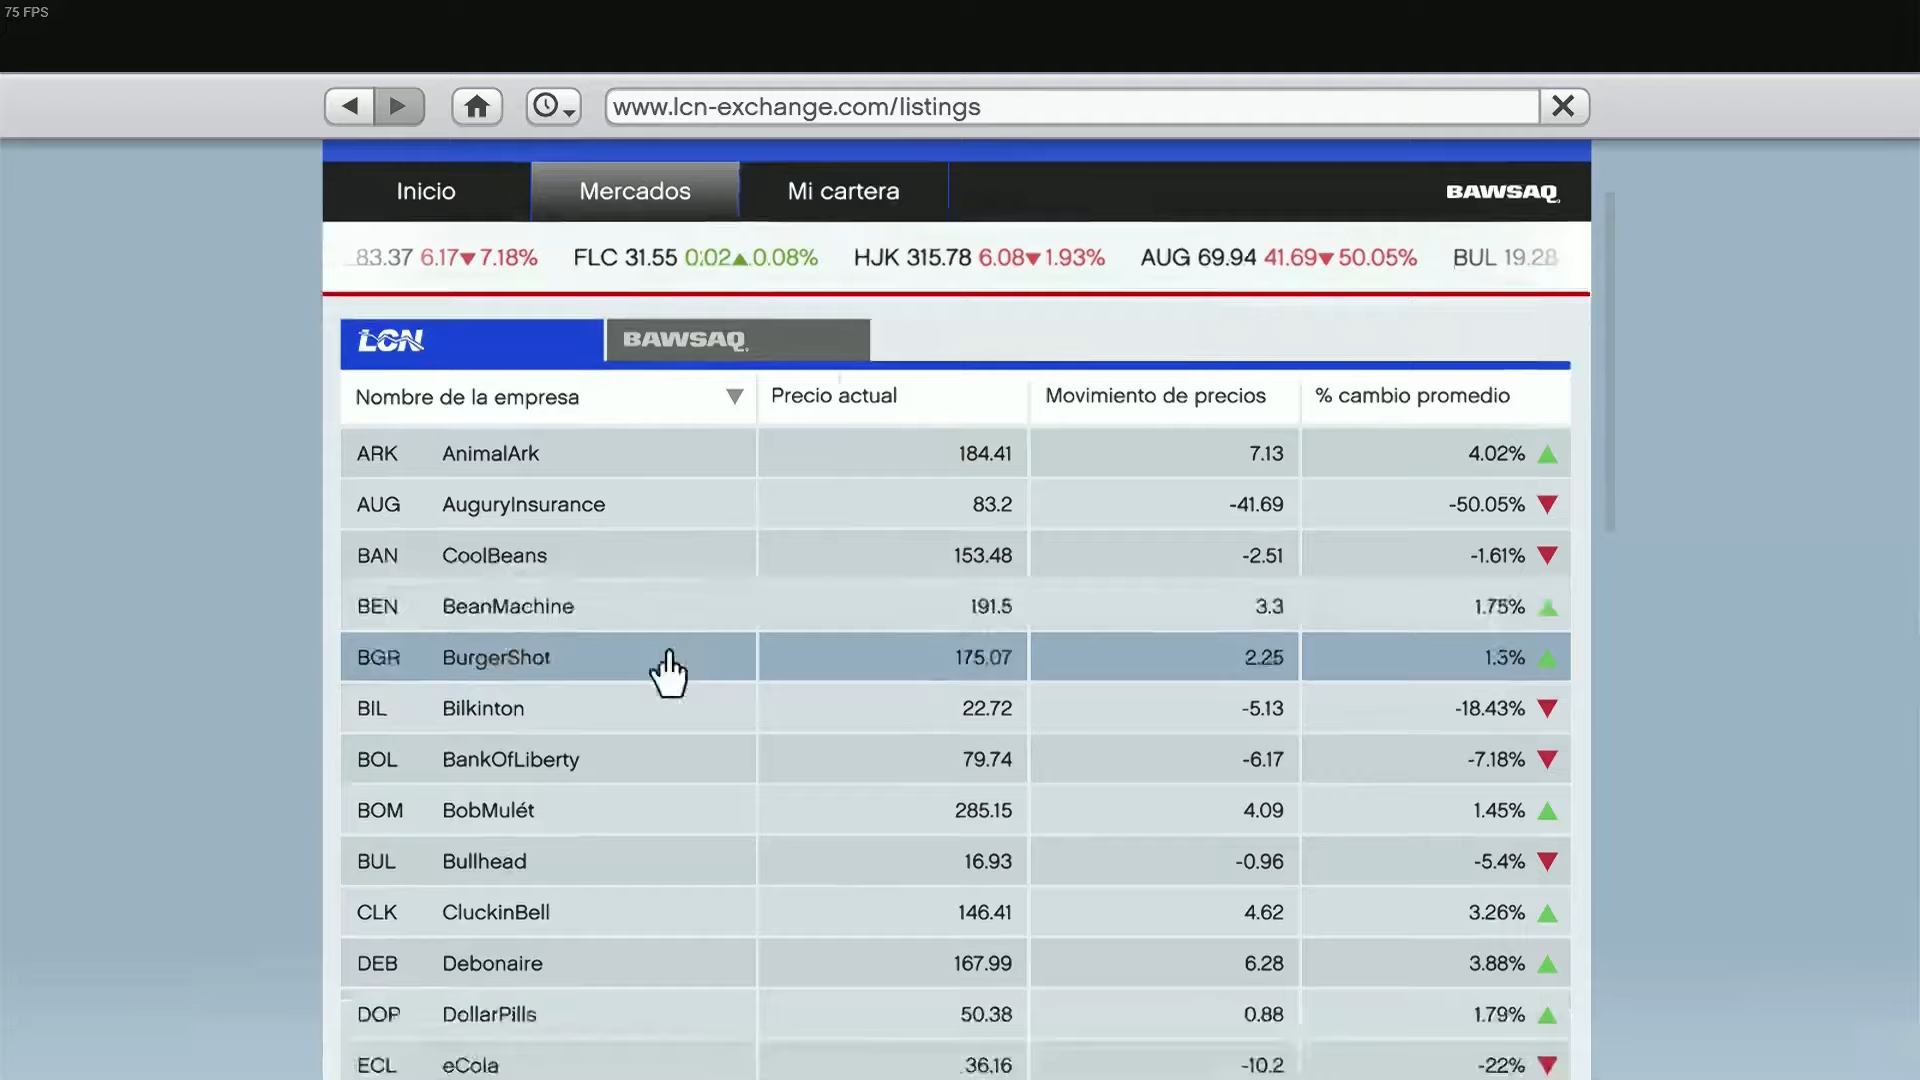 75 FPS
www.lcn-exchange.com/listings
Inicio Mercados Mi cartera BAWSAQ
83.37 6.17▼7.18% FLC 31.55 0.02▲0.08% HJK 315.78 6.08▼1.93% AUG 69.94 41.69▼50.05% BUL 19.28
LCN BAWSAQ
Nombre de la empresa ▼ Precio actual Movimiento de precios % cambio promedio
ARK AnimalArk 184.41 7.13 4.02% ▲
AUG AuguryInsurance 83.2 -41.69 -50.05% ▼
BAN CoolBeans 153.48 -2.51 -1.61% ▼
BEN BeanMachine 191.5 3.3 1.75% ▲
BGR BurgerShot 175.07 2.25 1.3% ▲
BIL Bilkinton 22.72 -5.13 -18.43% ▼
BOL BankOfLiberty 79.74 -6.17 -7.18% ▼
BOM BobMulét 285.15 4.09 1.45% ▲
BUL Bullhead 16.93 -0.96 -5.4% ▼
CLK CluckinBell 146.41 4.62 3.26% ▲
DEB Debonaire 167.99 6.28 3.88% ▲
DOP DollarPills 50.38 0.88 1.79% ▲
ECL eCola 36.16 -10.2 -22% ▼